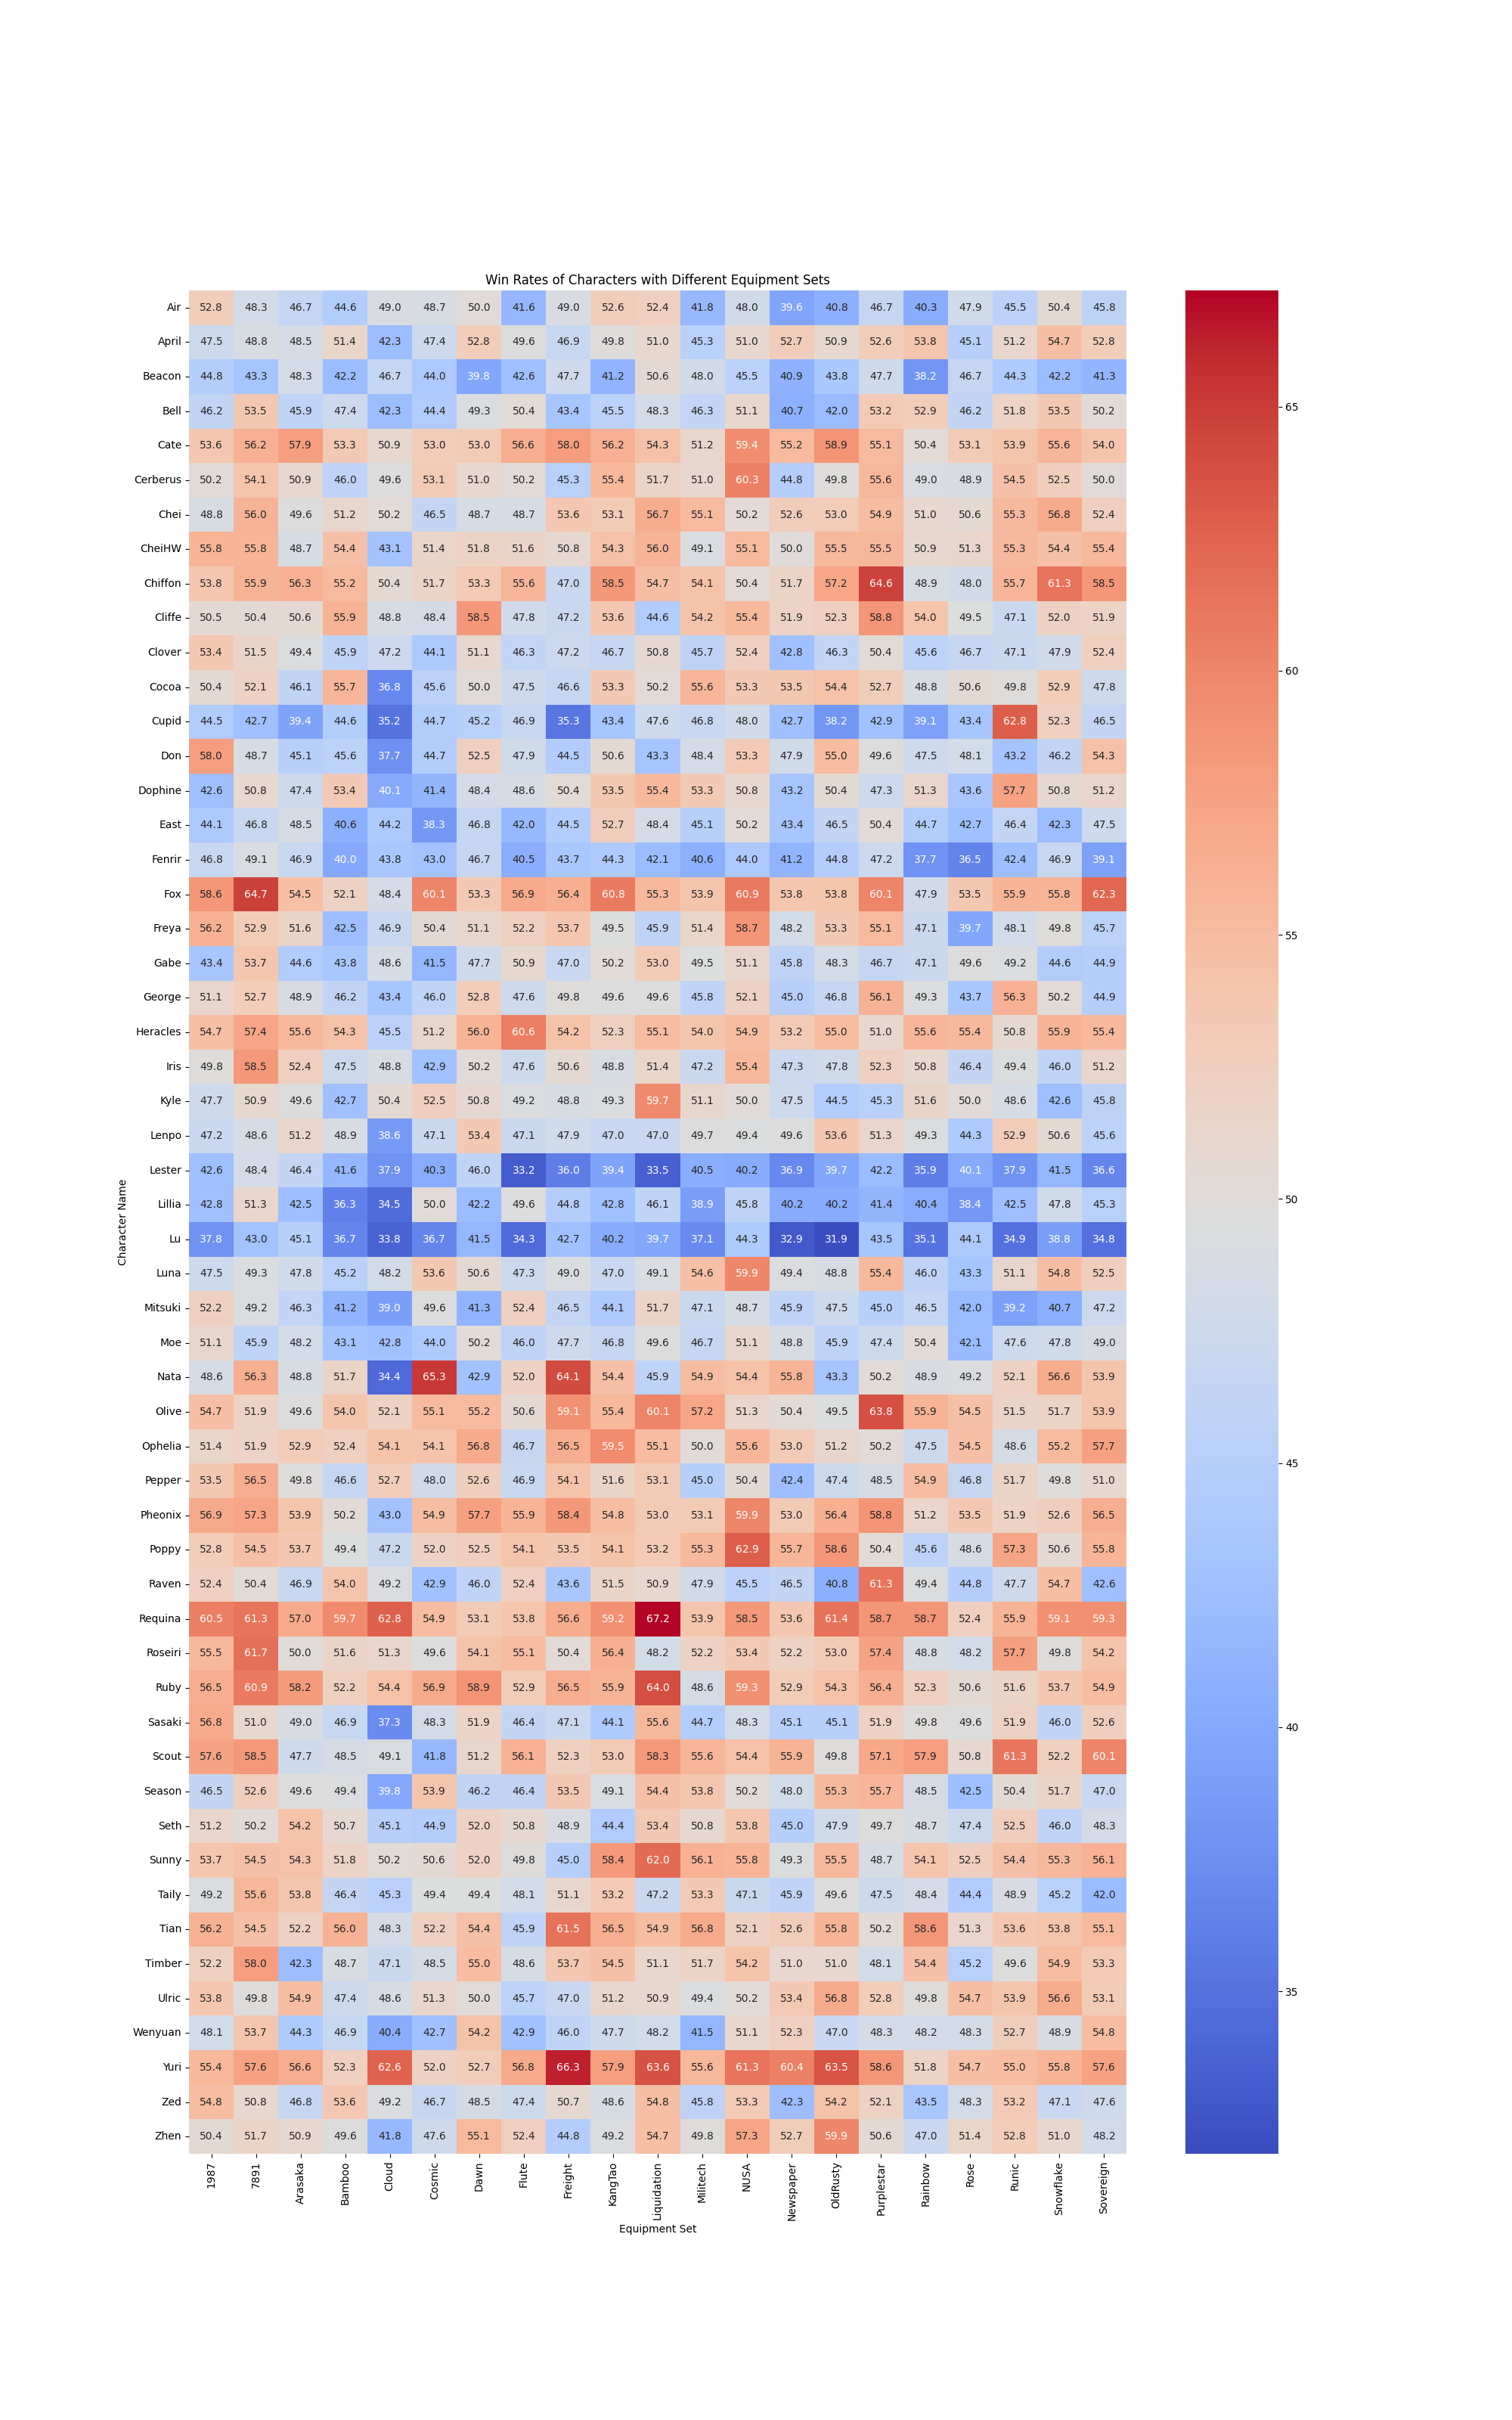 Win Rates of Characters with Different Equipment Sets
Air 52.8 48.3 46.7 44.6 49.0 48.7 50.0 41.6 49.0 52.6 52.4 41.8 48.0 39.6 40.8 46.7 40.3 47.9 45.5 50.4 45.8
April 47.5 48.8 48.5 51.4 42.3 47.4 52.8 49.6 46.9 49.8 51.0 45.3 51.0 52.7 50.9 52.6 53.8 45.1 51.2 54.7 52.8
Beacon 44.8 43.3 48.3 42.2 46.7 44.0 39.8 42.6 47.7 41.2 50.6 48.0 45.5 40.9 43.8 47.7 38.2 46.7 44.3 42.2 41.3
65
Bell 46.2 53.5 45.9 47.4 42.3 44.4 49.3 50.4 43.4 45.5 48.3 46.3 51.1 40.7 42.0 53.2 52.9 46.2 51.8 53.5 50.2
Cate 53.6 56.2 57.9 53.3 50.9 53.0 53.0 56.6 58.0 56.2 54.3 51.2 59.4 55.2 58.9 55.1 50.4 53.1 53.9 55.6 54.0
Cerberus 50.2 54.1 50.9 46.0 49.6 53.1 51.0 50.2 45.3 55.4 51.7 51.0 60.3 44.8 49.8 55.6 49.0 48.9 54.5 52.5 50.0
Chei 48.8 56.0 49.6 51.2 50.2 46.5 48.7 48.7 53.6 53.1 56.7 55.1 50.2 52.6 53.0 54.9 51.0 50.6 55.3 56.8 52.4
CheiHW 55.8 55.8 48.7 54.4 43.1 51.4 51.8 51.6 50.8 54.3 56.0 49.1 55.1 50.0 55.5 55.5 50.9 51.3 55.3 54.4 55.4
Chiffon 53.8 55.9 56.3 55.2 50.4 51.7 53.3 55.6 47.0 58.5 54.7 54.1 50.4 51.7 57.2 64.6 48.9 48.0 55.7 61.3 58.5
Cliffe 50.5 50.4 50.6 55.9 48.8 48.4 58.5 47.8 47.2 53.6 44.6 54.2 55.4 51.9 52.3 58.8 54.0 49.5 47.1 52.0 51.9
Clover 53.4 51.5 49.4 45.9 47.2 44.1 51.1 46.3 47.2 46.7 50.8 45.7 52.4 42.8 46.3 50.4 45.6 46.7 47.1 47.9 52.4
60
Cocoa 50.4 52.1 46.1 55.7 36.8 45.6 50.0 47.5 46.6 53.3 50.2 55.6 53.3 53.5 54.4 52.7 48.8 50.6 49.8 52.9 47.8
Cupid 44.5 42.7 39.4 44.6 35.2 44.7 45.2 46.9 35.3 43.4 47.6 46.8 48.0 42.7 38.2 42.9 39.1 43.4 62.8 52.3 46.5
Don 58.0 48.7 45.1 45.6 37.7 44.7 52.5 47.9 44.5 50.6 43.3 48.4 53.3 47.9 55.0 49.6 47.5 48.1 43.2 46.2 54.3
Dophine 42.6 50.8 47.4 53.4 40.1 41.4 48.4 48.6 50.4 53.5 55.4 53.3 50.8 43.2 50.4 47.3 51.3 43.6 57.7 50.8 51.2
East 44.1 46.8 48.5 40.6 44.2 38.3 46.8 42.0 44.5 52.7 48.4 45.1 50.2 43.4 46.5 50.4 44.7 42.7 46.4 42.3 47.5
Fenrir 46.8 49.1 46.9 40.0 43.8 43.0 46.7 40.5 43.7 44.3 42.1 40.6 44.0 41.2 44.8 47.2 37.7 36.5 42.4 46.9 39.1
Fox 58.6 64.7 54.5 52.1 48.4 60.1 53.3 56.9 56.4 60.8 55.3 53.9 60.9 53.8 53.8 60.1 47.9 53.5 55.9 55.8 62.3
Freya 56.2 52.9 51.6 42.5 46.9 50.4 51.1 52.2 53.7 49.5 45.9 51.4 58.7 48.2 53.3 55.1 47.1 39.7 48.1 49.8 45.7
55
Gabe 43.4 53.7 44.6 43.8 48.6 41.5 47.7 50.9 47.0 50.2 53.0 49.5 51.1 45.8 48.3 46.7 47.1 49.6 49.2 44.6 44.9
George 51.1 52.7 48.9 46.2 43.4 46.0 52.8 47.6 49.8 49.6 49.6 45.8 52.1 45.0 46.8 56.1 49.3 43.7 56.3 50.2 44.9
Heracles 54.7 57.4 55.6 54.3 45.5 51.2 56.0 60.6 54.2 52.3 55.1 54.0 54.9 53.2 55.0 51.0 55.6 55.4 50.8 55.9 55.4
Iris 49.8 58.5 52.4 47.5 48.8 42.9 50.2 47.6 50.6 48.8 51.4 47.2 55.4 47.3 47.8 52.3 50.8 46.4 49.4 46.0 51.2
Kyle 47.7 50.9 49.6 42.7 50.4 52.5 50.8 49.2 48.8 49.3 59.7 51.1 50.0 47.5 44.5 45.3 51.6 50.0 48.6 42.6 45.8
Lenpo 47.2 48.6 51.2 48.9 38.6 47.1 53.4 47.1 47.9 47.0 47.0 49.7 49.4 49.6 53.6 51.3 49.3 44.3 52.9 50.6 45.6
Lester 42.6 48.4 46.4 41.6 37.9 40.3 46.0 33.2 36.0 39.4 33.5 40.5 40.2 36.9 39.7 42.2 35.9 40.1 37.9 41.5 36.6
50
Lillia 42.8 51.3 42.5 36.3 34.5 50.0 42.2 49.6 44.8 42.8 46.1 38.9 45.8 40.2 40.2 41.4 40.4 38.4 42.5 47.8 45.3
Character Name
Lu 37.8 43.0 45.1 36.7 33.8 36.7 41.5 34.3 42.7 40.2 39.7 37.1 44.3 32.9 31.9 43.5 35.1 44.1 34.9 38.8 34.8
Luna 47.5 49.3 47.8 45.2 48.2 53.6 50.6 47.3 49.0 47.0 49.1 54.6 59.9 49.4 48.8 55.4 46.0 43.3 51.1 54.8 52.5
Mitsuki 52.2 49.2 46.3 41.2 39.0 49.6 41.3 52.4 46.5 44.1 51.7 47.1 48.7 45.9 47.5 45.0 46.5 42.0 39.2 40.7 47.2
Moe 51.1 45.9 48.2 43.1 42.8 44.0 50.2 46.0 47.7 46.8 49.6 46.7 51.1 48.8 45.9 47.4 50.4 42.1 47.6 47.8 49.0
Nata 48.6 56.3 48.8 51.7 34.4 65.3 42.9 52.0 64.1 54.4 45.9 54.9 54.4 55.8 43.3 50.2 48.9 49.2 52.1 56.6 53.9
Olive 54.7 51.9 49.6 54.0 52.1 55.1 55.2 50.6 59.1 55.4 60.1 57.2 51.3 50.4 49.5 63.8 55.9 54.5 51.5 51.7 53.9
Ophelia 51.4 51.9 52.9 52.4 54.1 54.1 56.8 46.7 56.5 59.5 55.1 50.0 55.6 53.0 51.2 50.2 47.5 54.5 48.6 55.2 57.7
45
Pepper 53.5 56.5 49.8 46.6 52.7 48.0 52.6 46.9 54.1 51.6 53.1 45.0 50.4 42.4 47.4 48.5 54.9 46.8 51.7 49.8 51.0
Pheonix 56.9 57.3 53.9 50.2 43.0 54.9 57.7 55.9 58.4 54.8 53.0 53.1 59.9 53.0 56.4 58.8 51.2 53.5 51.9 52.6 56.5
Poppy 52.8 54.5 53.7 49.4 47.2 52.0 52.5 54.1 53.5 54.1 53.2 55.3 62.9 55.7 58.6 50.4 45.6 48.6 57.3 50.6 55.8
Raven 52.4 50.4 46.9 54.0 49.2 42.9 46.0 52.4 43.6 51.5 50.9 47.9 45.5 46.5 40.8 61.3 49.4 44.8 47.7 54.7 42.6
Requina 60.5 61.3 57.0 59.7 62.8 54.9 53.1 53.8 56.6 59.2 67.2 53.9 58.5 53.6 61.4 58.7 58.7 52.4 55.9 59.1 59.3
Roseiri 55.5 61.7 50.0 51.6 51.3 49.6 54.1 55.1 50.4 56.4 48.2 52.2 53.4 52.2 53.0 57.4 48.8 48.2 57.7 49.8 54.2
Ruby 56.5 60.9 58.2 52.2 54.4 56.9 58.9 52.9 56.5 55.9 64.0 48.6 59.3 52.9 54.3 56.4 52.3 50.6 51.6 53.7 54.9
Sasaki 56.8 51.0 49.0 46.9 37.3 48.3 51.9 46.4 47.1 44.1 55.6 44.7 48.3 45.1 45.1 51.9 49.8 49.6 51.9 46.0 52.6
40
Scout 57.6 58.5 47.7 48.5 49.1 41.8 51.2 56.1 52.3 53.0 58.3 55.6 54.4 55.9 49.8 57.1 57.9 50.8 61.3 52.2 60.1
Season 46.5 52.6 49.6 49.4 39.8 53.9 46.2 46.4 53.5 49.1 54.4 53.8 50.2 48.0 55.3 55.7 48.5 42.5 50.4 51.7 47.0
Seth 51.2 50.2 54.2 50.7 45.1 44.9 52.0 50.8 48.9 44.4 53.4 50.8 53.8 45.0 47.9 49.7 48.7 47.4 52.5 46.0 48.3
Sunny 53.7 54.5 54.3 51.8 50.2 50.6 52.0 49.8 45.0 58.4 62.0 56.1 55.8 49.3 55.5 48.7 54.1 52.5 54.4 55.3 56.1
Taily 49.2 55.6 53.8 46.4 45.3 49.4 49.4 48.1 51.1 53.2 47.2 53.3 47.1 45.9 49.6 47.5 48.4 44.4 48.9 45.2 42.0
Tian 56.2 54.5 52.2 56.0 48.3 52.2 54.4 45.9 61.5 56.5 54.9 56.8 52.1 52.6 55.8 50.2 58.6 51.3 53.6 53.8 55.1
Timber 52.2 58.0 42.3 48.7 47.1 48.5 55.0 48.6 53.7 54.5 51.1 51.7 54.2 51.0 51.0 48.1 54.4 45.2 49.6 54.9 53.3
35
Ulric 53.8 49.8 54.9 47.4 48.6 51.3 50.0 45.7 47.0 51.2 50.9 49.4 50.2 53.4 56.8 52.8 49.8 54.7 53.9 56.6 53.1
Wenyuan 48.1 53.7 44.3 46.9 40.4 42.7 54.2 42.9 46.0 47.7 48.2 41.5 51.1 52.3 47.0 48.3 48.2 48.3 52.7 48.9 54.8
Yuri 55.4 57.6 56.6 52.3 62.6 52.0 52.7 56.8 66.3 57.9 63.6 55.6 61.3 60.4 63.5 58.6 51.8 54.7 55.0 55.8 57.6
Zed 54.8 50.8 46.8 53.6 49.2 46.7 48.5 47.4 50.7 48.6 54.8 45.8 53.3 42.3 54.2 52.1 43.5 48.3 53.2 47.1 47.6
Zhen 50.4 51.7 50.9 49.6 41.8 47.6 55.1 52.4 44.8 49.2 54.7 49.8 57.3 52.7 59.9 50.6 47.0 51.4 52.8 51.0 48.2
1987 7891 Arasaka Bamboo Cloud Cosmic Dawn Flute Freight KangTao Liquidation Militech NUSA Newspaper OldRusty Purplestar Rainbow Rose Runic Snowflake Sovereign
Equipment Set